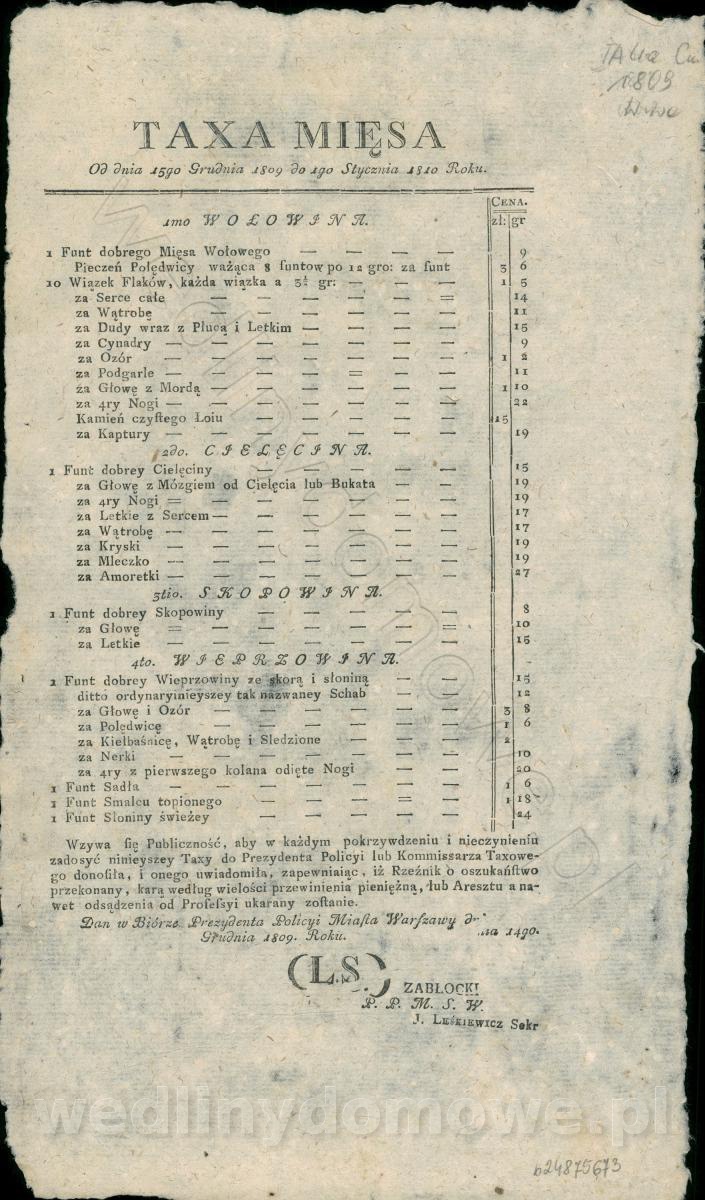 1809
TAXA MIĘSA
Od dnia 15go Grudnia 1809 do 1go Stycznia 1810 Roku.
CENA.
zł: gr
1mo WOŁOWINA.
1 Funt dobrego Mięsa Wołowego — — — — 9
Pieczeń Polędwicy ważąca 8 funtow po 12 gro: za funt 3 6
10 Wiązek Flaków, każda wiązka a 3½ gr: — — — 1 5
za Serce całe — — — — — = 14
za Wątrobę — — — — — — 11
za Dudy wraz z Płucą i Letkim — — — — 15
za Cynadry — — — — — — — 9
za Ozór — — — — — — — 1 2
za Podgarle — — — — = — — 11
za Głowę z Mordą — — — — — — 1 10
za 4ry Nogi — — — — — — — 22
Kamień czyſtego Łoiu — — — — — 15
za Kaptury — — — — — — — 19
2do. CIELĘCINA.
1 Funt dobrey Cielęciny — — — — — 15
za Głowę z Mózgiem od Cielęcia lub Bukata — — 19
za 4ry Nogi = — — — — — — 19
za Letkie z Sercem — — — — — — 17
za Wątrobę — — — — — — — 17
za Kryski — — — — — — — 19
za Mleczko — — — — — — — 19
za Amoretki — — — — — — — 27
3tio. SKOPOWINA.
1 Funt dobrey Skopowiny — — — — — 8
za Głowę = — — — — — = 10
za Letkie — — — — — — — 15
4to. WIEPRZOWINA.
1 Funt dobrey Wieprzowiny ze skorą i słoniną — — 15
ditto ordynaryinieyszey tak nazwaney Schab — — 12
za Głowę i Ozór — — — — — — 3 8
za Polędwicę — — — — — — 1 6
za Kiełbaśnicę, Wątrobę i Sledzione — — — 2
za Nerki — — — — — — — 10
za 4ry z pierwszego kolana odięte Nogi — — — 20
1 Funt Sadła — — — — — — — 1 6
1 Funt Smalcu topionego — — — = — 1 18
1 Funt Słoniny świeżey — — — — — 24
Wzywa ſię Publiczność, aby w każdym pokrzywdzeniu i nieczynieniu
zadosyć ninieyszey Taxy do Prezydenta Policyi lub Kommissarza Taxowe-
go donoſiła, i onego uwiadomiła, zapewniaiąc, iż Rzeźnik o oszukańſtwo
przekonany, karą według wielości przewinienia pieniężną, lub Aresztu a na-
wet odsądzenia od Profeſsyi ukarany zoſtanie.
Dan w Biórze Prezydenta Policyi Miaſta Warſzawy
Grudnia 1809. Roku. 14go.
(L.S.)
ZABŁOCKI
P. P. M. S. W.
J. LEŚKIEWICZ Sekr
wedlinydomowe.pl
wedlinydomowe.pl
b24875673